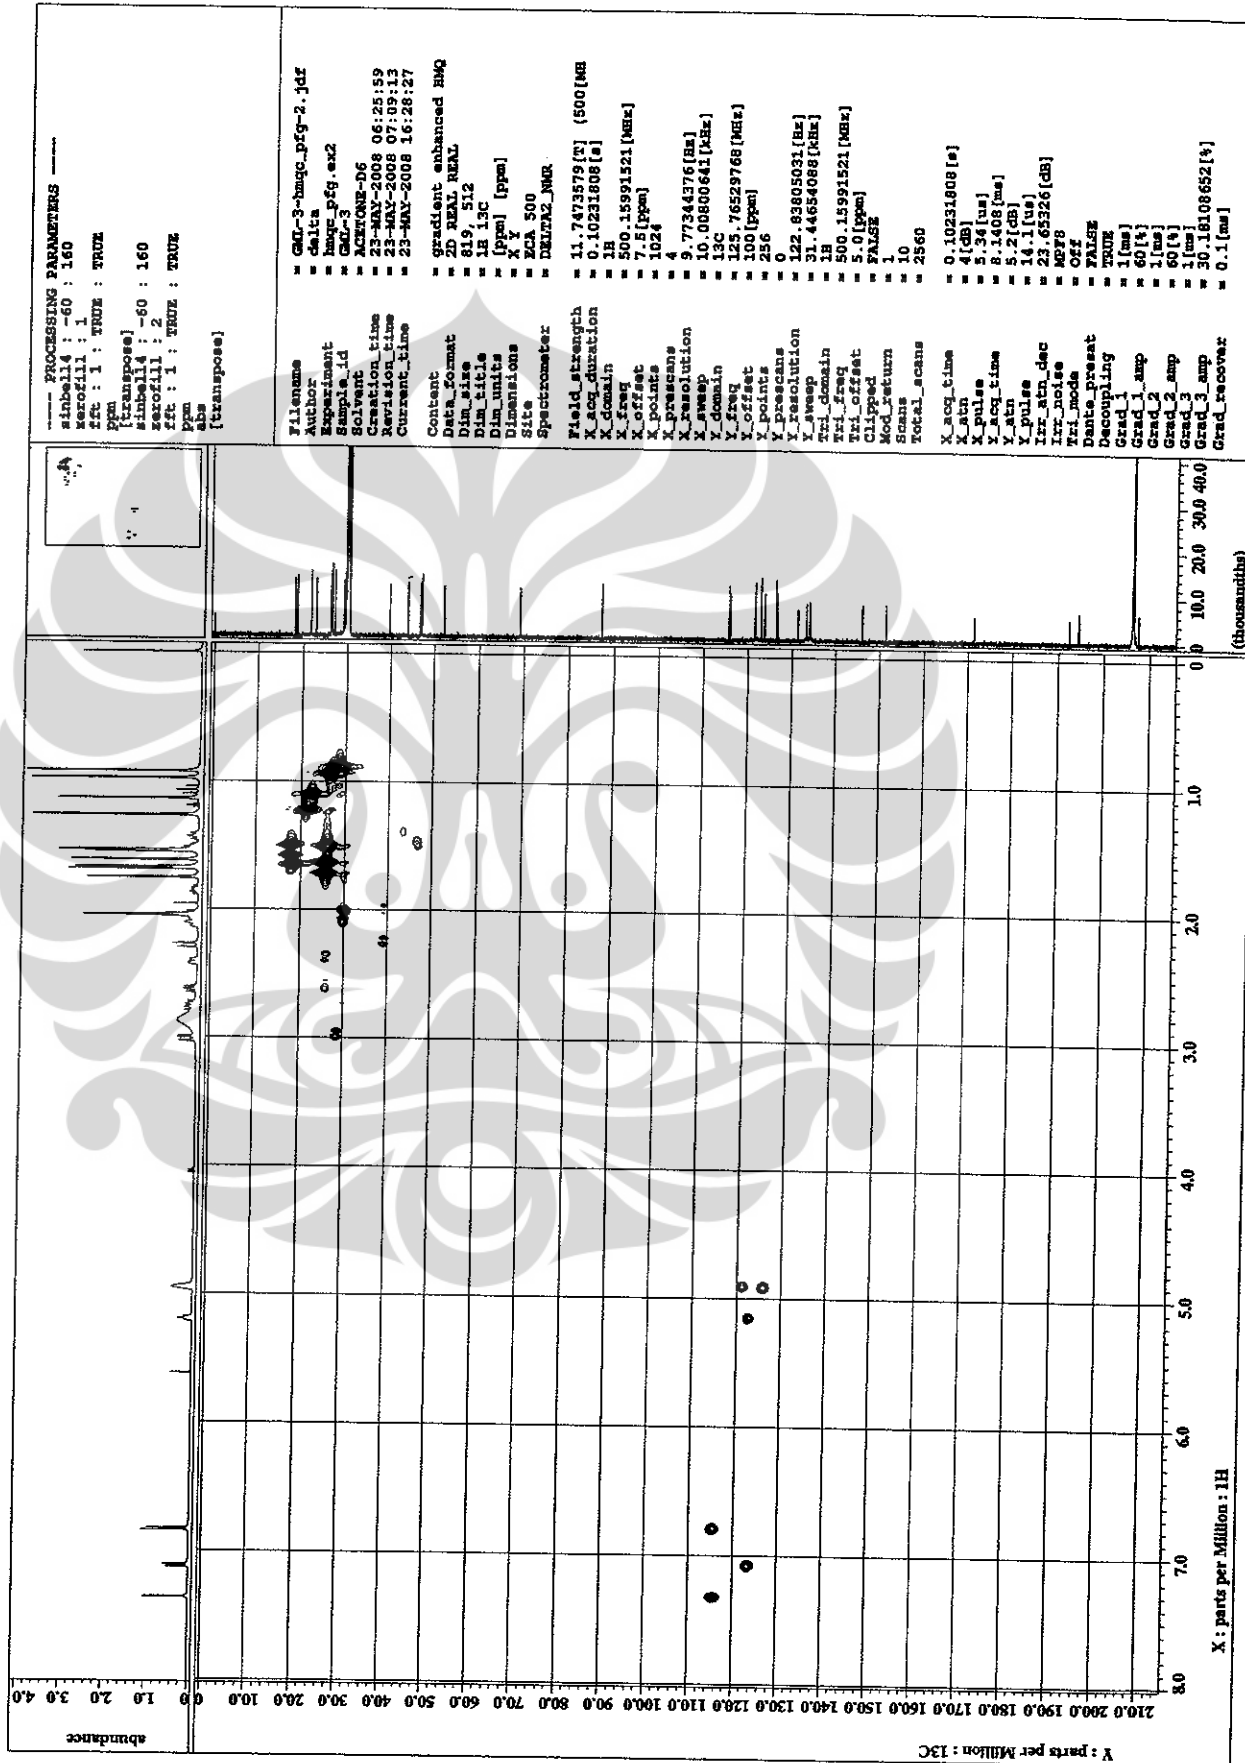 ---- PROCESSING PARAMETERS ----
sinbell4 : -60 : 160
zerofill : 1
fft : 1 : TRUE : TRUE
ppm
[transpose]
sinbell4 : -60 : 160
zerofill : 2
fft : 1 : TRUE : TRUE
ppm
abs
[transpose]
Filename = GML-3-hmqc_pfg-2.jdf
Author = delta
Experiment = hmqc_pfg.ex2
Sample_id = GML-3
Solvent = ACETONE-D6
Creation_time = 23-MAY-2008 06:25:59
Revision_time = 23-MAY-2008 07:09:13
Current_time = 23-MAY-2008 16:28:27
Content = gradient enhanced HMQ
Data_format = 2D REAL REAL
Dim_size = 819, 512
Dim_title = 1H 13C
Dim_units = [ppm] [ppm]
Dimensions = X Y
Site = ECA 500
Spectrometer = DELTA2_NMR
Field_strength = 11.7473579[T] (500[MH
X_acq_duration = 0.10231808[s]
X_domain = 1H
X_freq = 500.15991521[MHz]
X_offset = 7.5[ppm]
X_points = 1024
X_prescans = 4
X_resolution = 9.77344376[Hz]
X_sweep = 10.00800641[kHz]
Y_domain = 13C
Y_freq = 125.76529768[MHz]
Y_offset = 100[ppm]
Y_points = 256
Y_prescans = 0
Y_resolution = 122.83805031[Hz]
Y_sweep = 31.44654088[kHz]
Tri_domain = 1H
Tri_freq = 500.15991521[MHz]
Tri_offset = 5.0[ppm]
Clipped = FALSE
Mod_return = 1
Scans = 10
Total_scans = 2560
X_acq_time = 0.10231808[s]
X_atn = 4[dB]
X_pulse = 5.34[us]
Y_acq_time = 8.1408[ms]
Y_atn = 5.2[dB]
Y_pulse = 14.1[us]
Irr_atn_dec = 23.65326[dB]
Irr_noise = MPF8
Tri_mode = Off
Dante_presat = FALSE
Decoupling = TRUE
Grad_1 = 1[ms]
Grad_1_amp = 60[%]
Grad_2 = 1[ms]
Grad_2_amp = 60[%]
Grad_3 = 1[ms]
Grad_3_amp = 30.18108652[%]
Grad_recover = 0.1[ms]
0.0 10.0 20.0 30.0 40.0
(thousandths)
abundance
0 1.0 2.0 3.0 4.0
8.0 7.0 6.0 5.0 4.0 3.0 2.0 1.0 0.0
X : parts per Million : 1H
0 10.0 20.0 30.0 40.0 50.0 60.0 70.0 80.0 90.0 100.0 110.0 120.0 130.0 140.0 150.0 160.0 170.0 180.0 190.0 200.0 210.0
Y : parts per Million : 13C